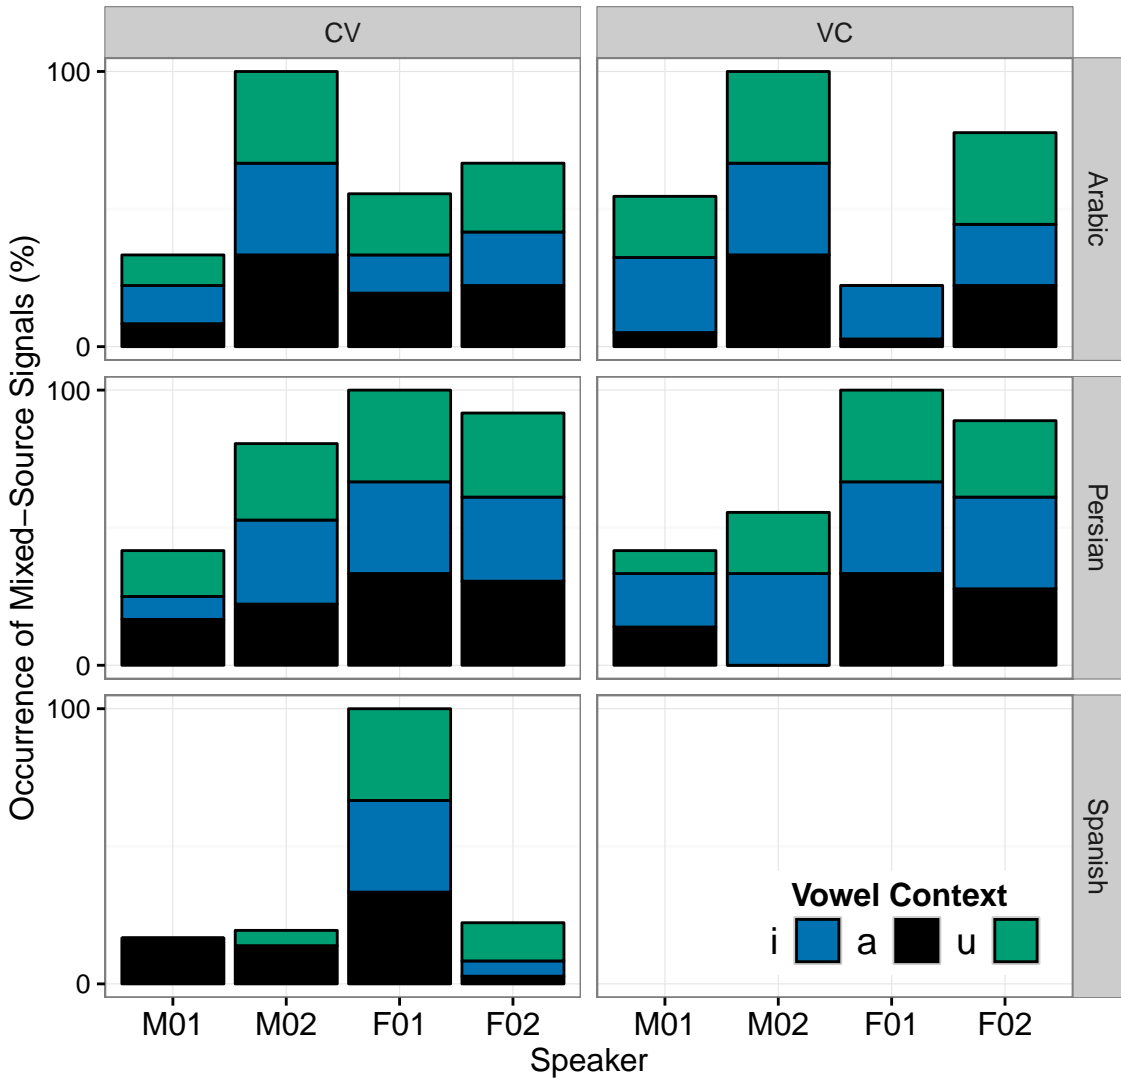 CV VC
100
0
Arabic
100
0
Persian
100
0
Spanish
Occurrence of Mixed−Source Signals (%)
Vowel Context
i a u
M01 M02 F01 F02 M01 M02 F01 F02
Speaker